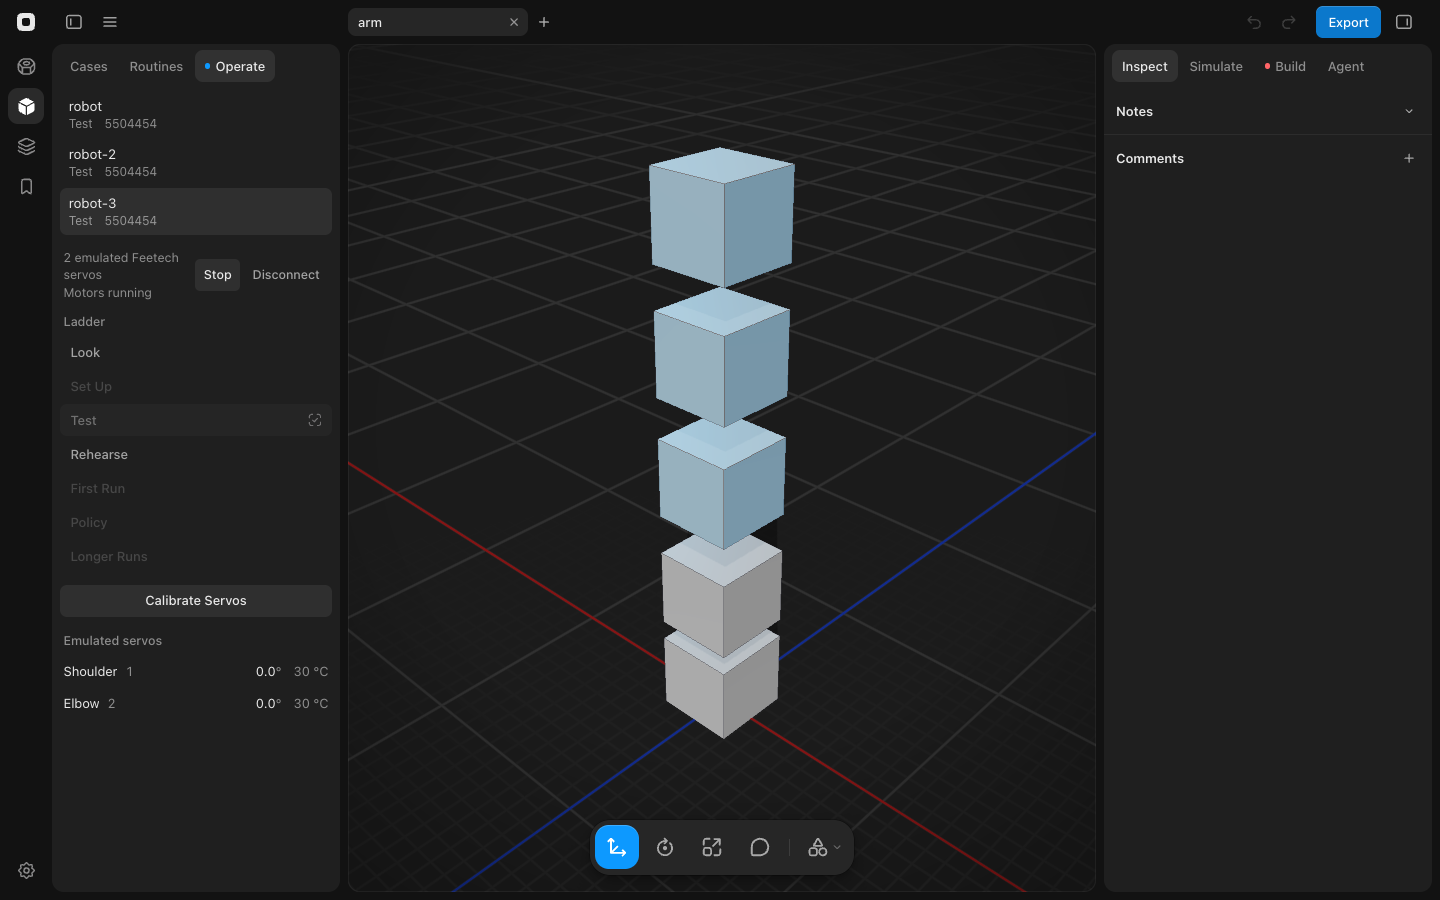 arm
Export
Cases Routines Operate
robot
Test 5504454
robot-2
Test 5504454
robot-3
Test 5504454
2 emulated Feetech
servos
Motors running
Stop Disconnect
Ladder
Look
Set Up
Test
Rehearse
First Run
Policy
Longer Runs
Calibrate Servos
Emulated servos
Shoulder 1 0.0° 30 °C
Elbow 2 0.0° 30 °C
Inspect Simulate Build Agent
Notes
Comments